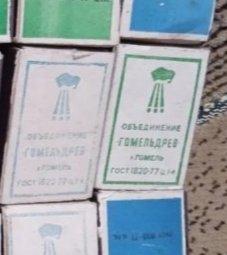 ОБЪЕДИНЕНИЕ
ГОМЕЛЬДРЕВ
г.ГОМЕЛЬ
ГОСТ 1820-77 ц.1к
ОБЪЕДИНЕНИЕ
ГОМЕЛЬДРЕВ
г.ГОМЕЛЬ
ГОСТ 1820-77 ц.1к